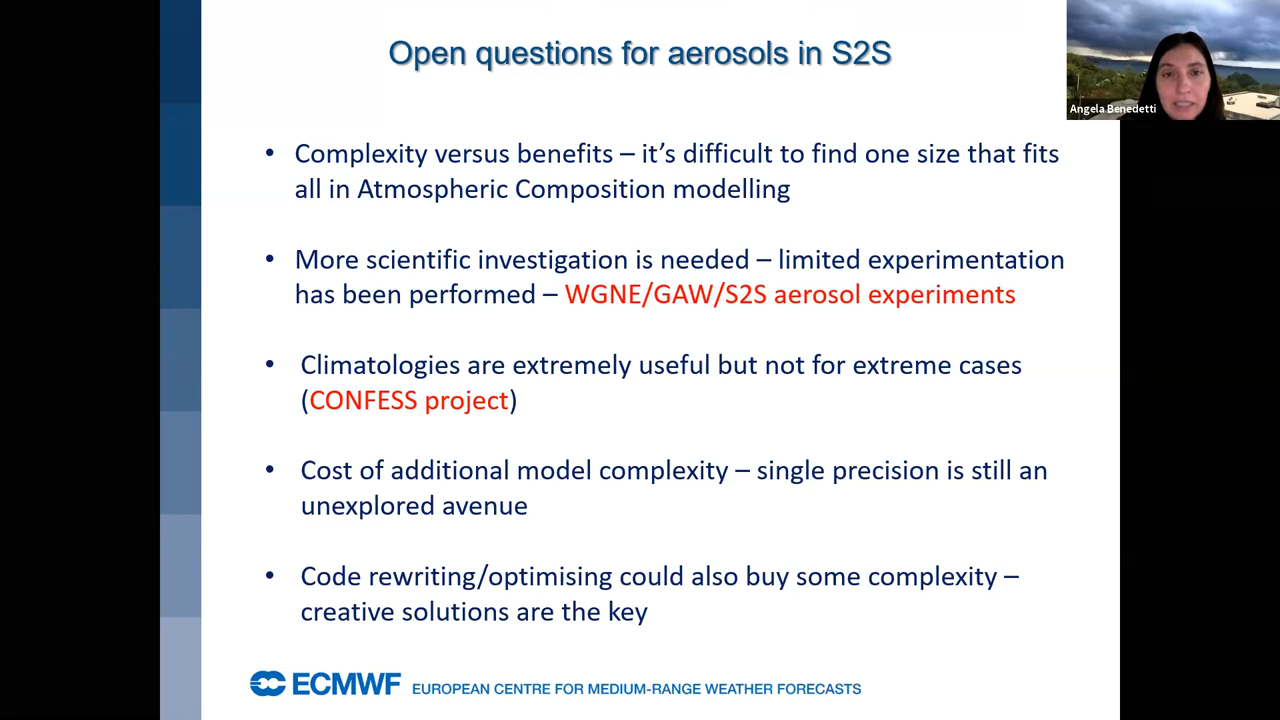 Open questions for aerosols in S2S
Angela Benedetti
• Complexity versus benefits – it’s difficult to find one size that fits
all in Atmospheric Composition modelling
• More scientific investigation is needed – limited experimentation
has been performed – WGNE/GAW/S2S aerosol experiments
• Climatologies are extremely useful but not for extreme cases
(CONFESS project)
• Cost of additional model complexity – single precision is still an
unexplored avenue
• Code rewriting/optimising could also buy some complexity –
creative solutions are the key
ECMWF EUROPEAN CENTRE FOR MEDIUM-RANGE WEATHER FORECASTS